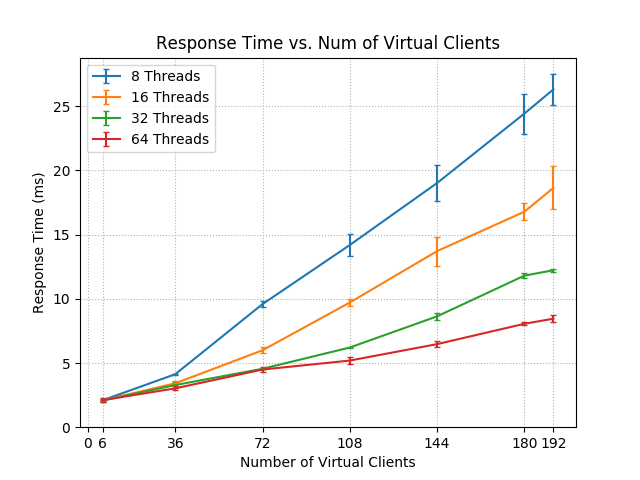 Response Time vs. Num of Virtual Clients
8 Threads
16 Threads
32 Threads
64 Threads
Response Time (ms)
25
20
15
10
5
0
0 6 36 72 108 144 180 192
Number of Virtual Clients